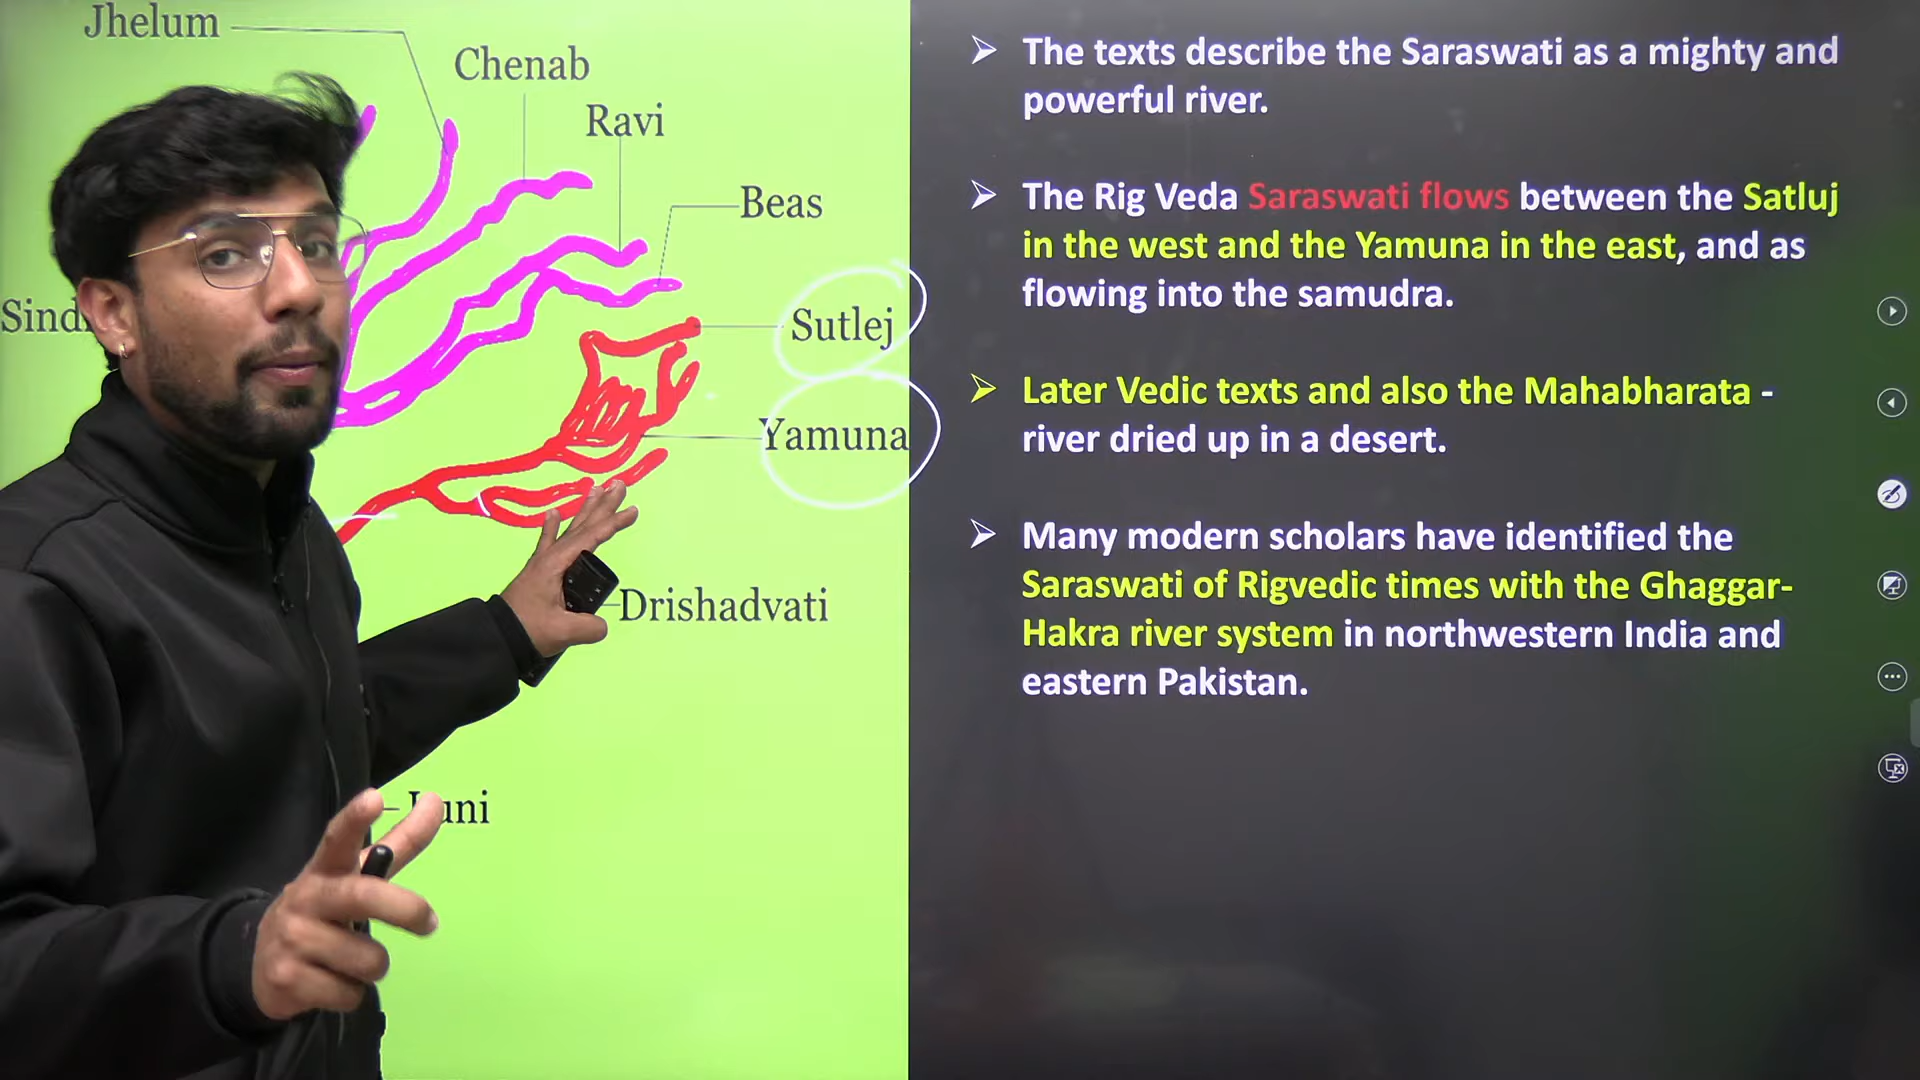 Jhelum
Chenab
Ravi
Beas
Sutlej
Yamuna
Drishadvati
➢ The texts describe the Saraswati as a mighty and
powerful river.
➢ The Rig Veda Saraswati flows between the Satluj
in the west and the Yamuna in the east, and as
flowing into the samudra.
➢ Later Vedic texts and also the Mahabharata -
river dried up in a desert.
➢ Many modern scholars have identified the
Saraswati of Rigvedic times with the Ghaggar-
Hakra river system in northwestern India and
eastern Pakistan.